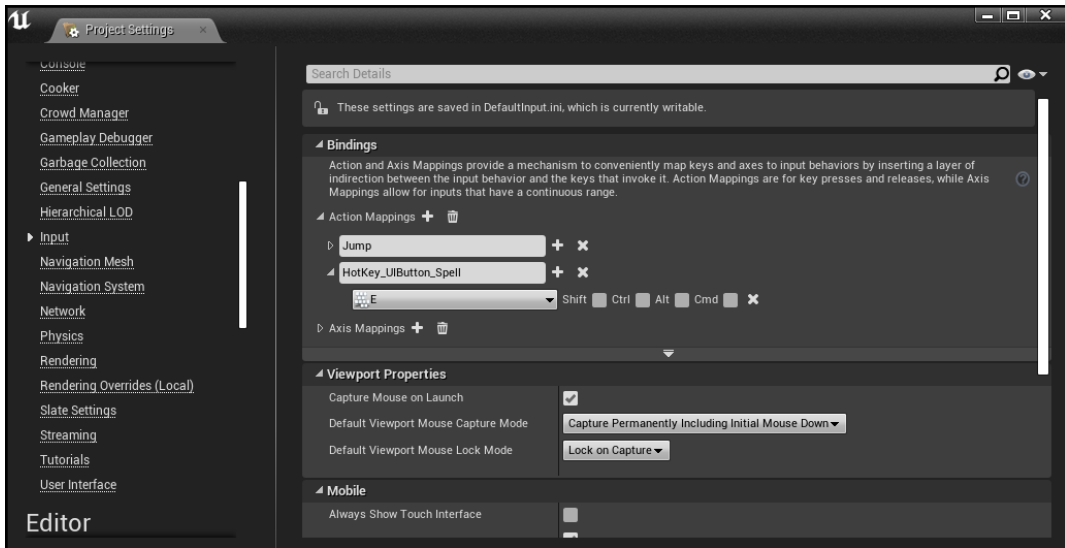 Project Settings
Console
Cooker
Crowd Manager
Gameplay Debugger
Garbage Collection
General Settings
Hierarchical LOD
Input
Navigation Mesh
Navigation System
Network
Physics
Rendering
Rendering Overrides (Local)
Slate Settings
Streaming
Tutorials
User Interface
Editor
Search Details
These settings are saved in DefaultInput.ini, which is currently writable.
Bindings
Action and Axis Mappings provide a mechanism to conveniently map keys and axes to input behaviors by inserting a layer of
indirection between the input behavior and the keys that invoke it. Action Mappings are for key presses and releases, while Axis
Mappings allow for inputs that have a continuous range.
Action Mappings
Jump
HotKey_UIButton_Spell
E Shift Ctrl Alt Cmd
Axis Mappings
Viewport Properties
Capture Mouse on Launch
Default Viewport Mouse Capture Mode Capture Permanently Including Initial Mouse Down
Default Viewport Mouse Lock Mode Lock on Capture
Mobile
Always Show Touch Interface